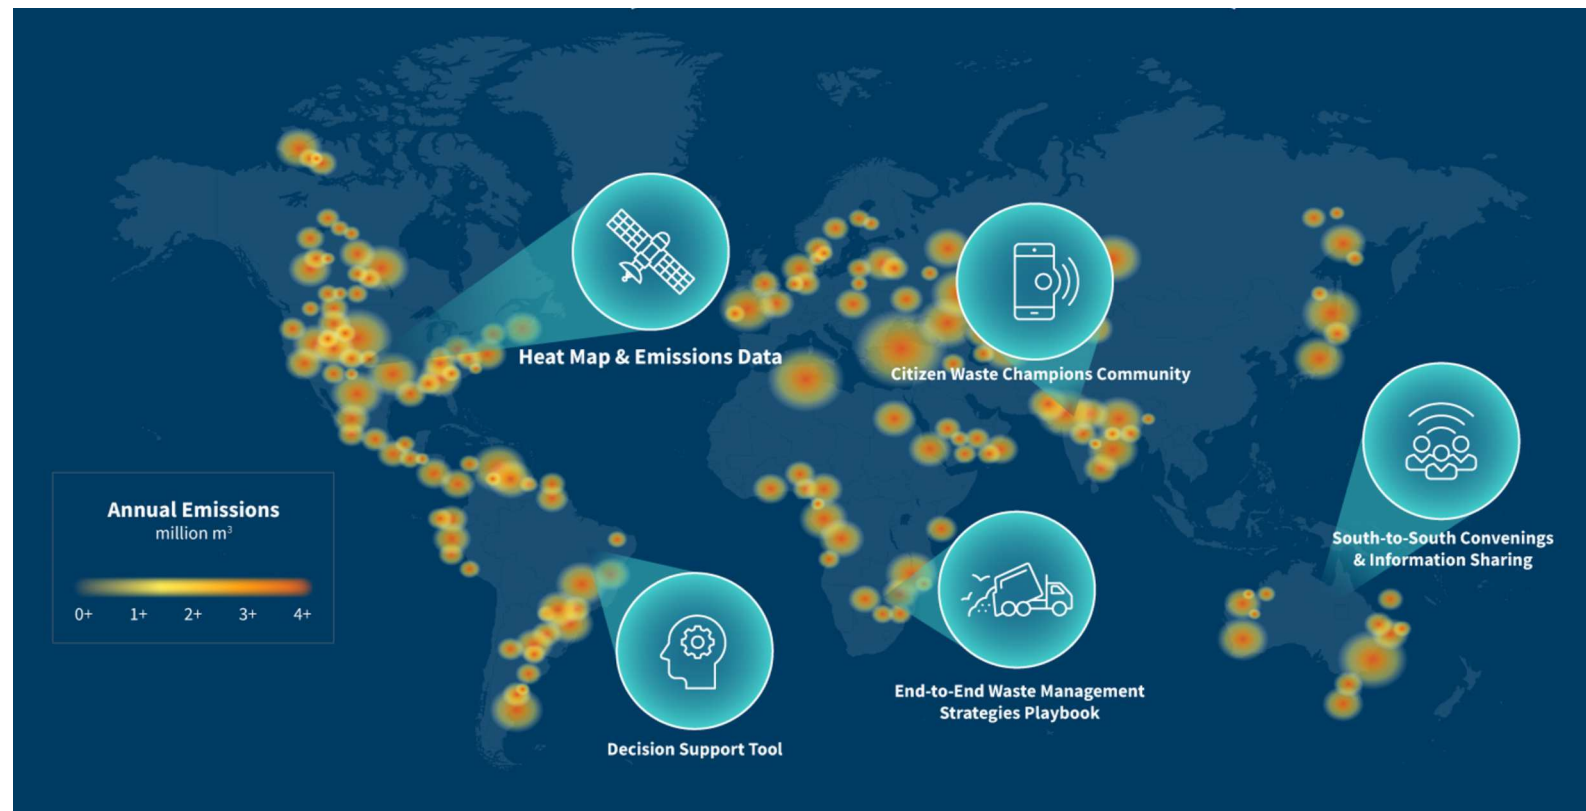 Heat Map & Emissions Data
Citizen Waste Champions Community
Annual Emissions
million m³
0+ 1+ 2+ 3+ 4+
South-to-South Convenings
& Information Sharing
End-to-End Waste Management
Strategies Playbook
Decision Support Tool